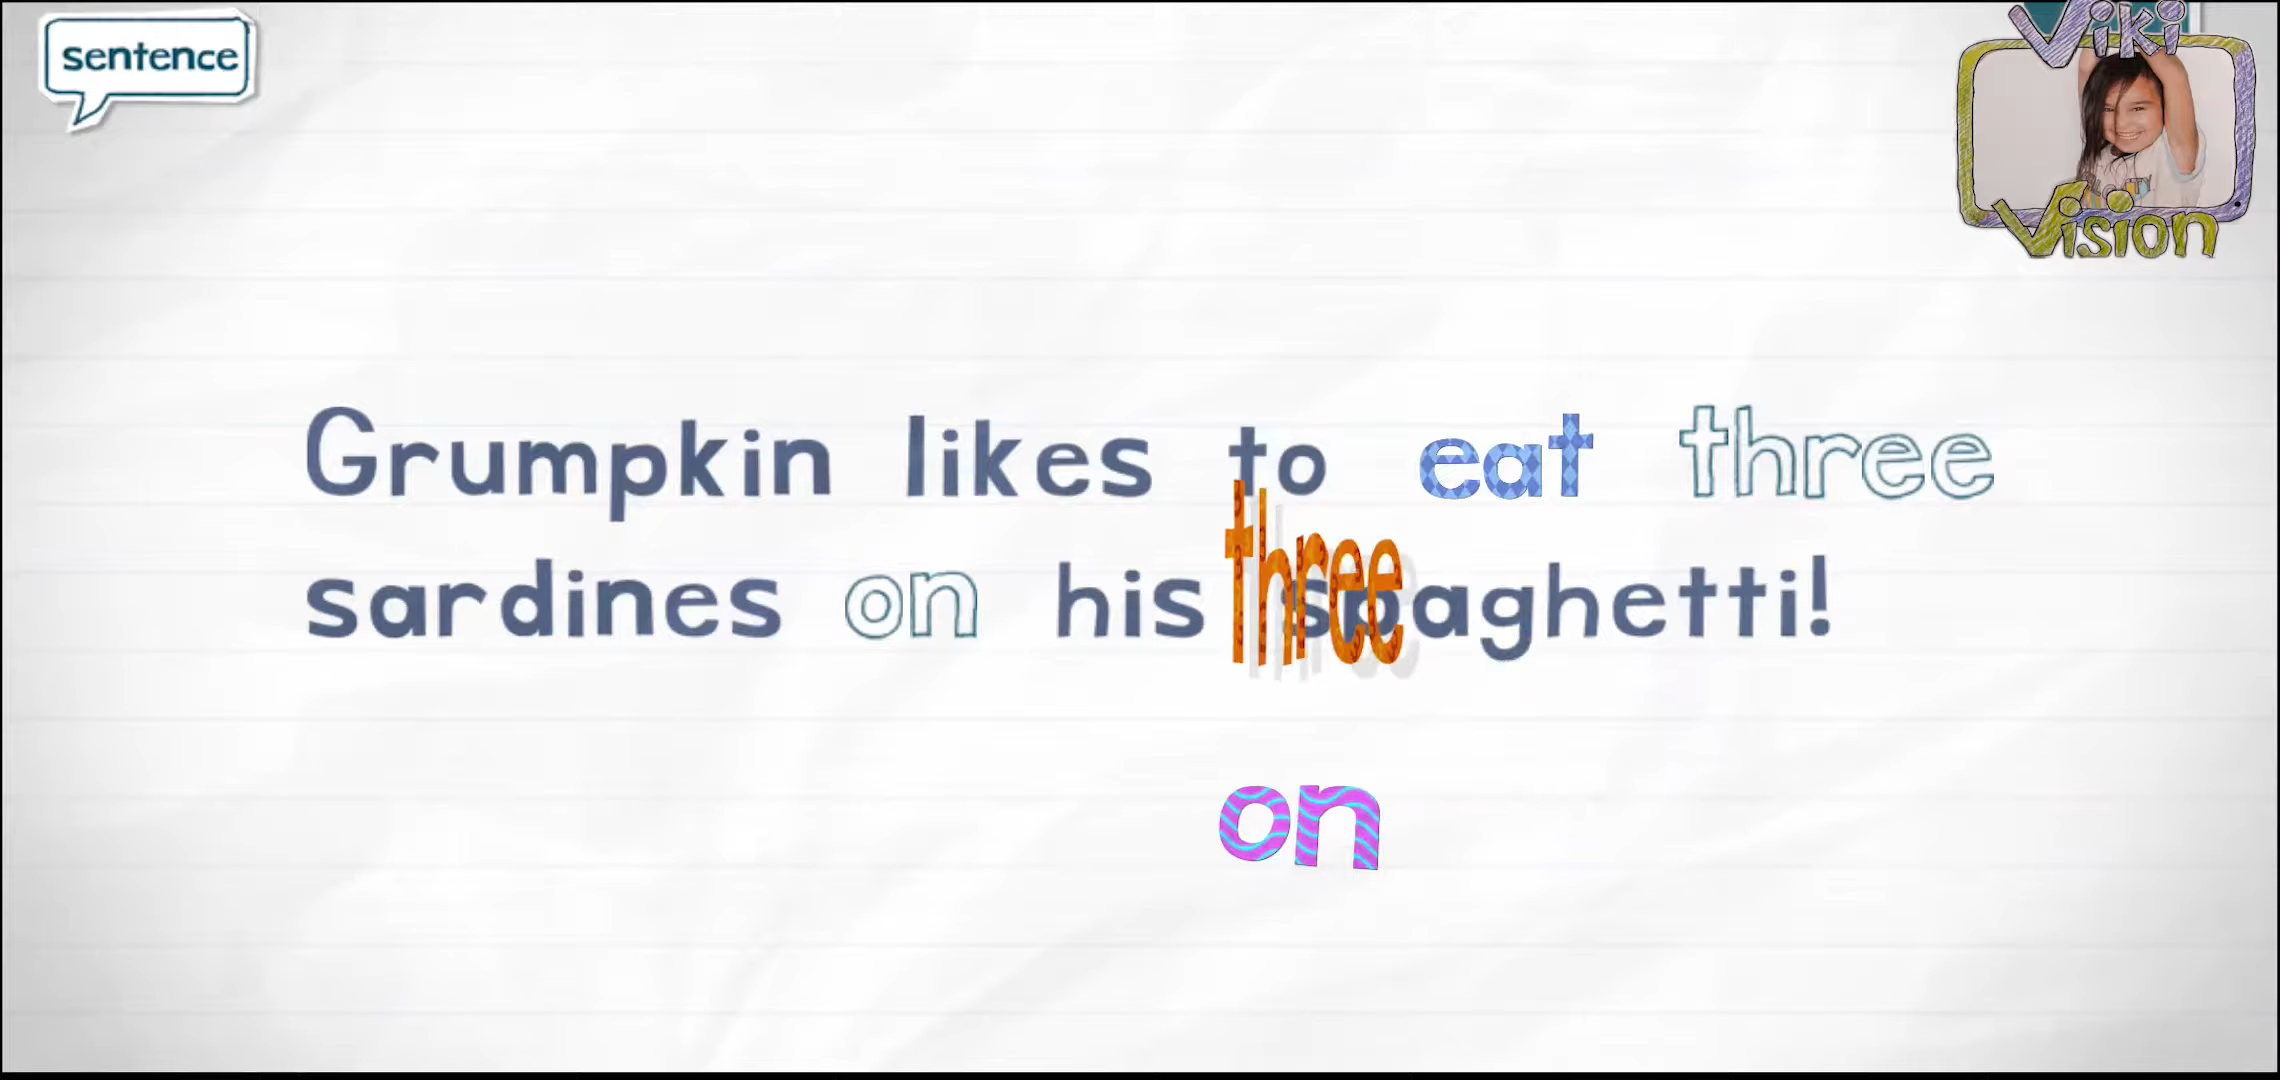 sentence
Viki
Vision
Grumpkin likes to eat three
three
sardines on his spaghetti!
on